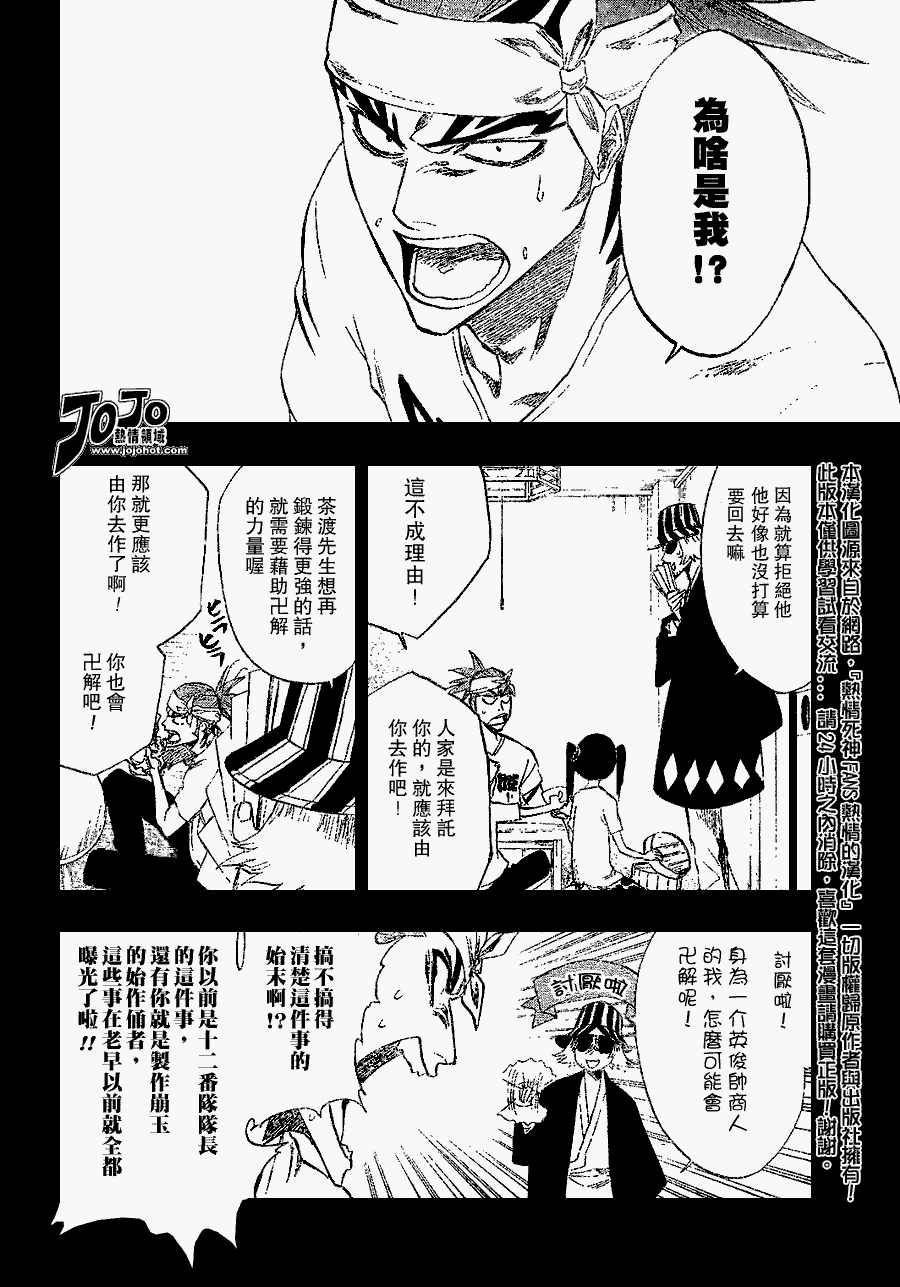 為啥是我!?
JOJO
熱情領域
www.jojohot.com
因為就算拒絕他
他好像也沒打算
要回去嘛
這不成理由！
人家是來拜託
你的，就應該由
你去作吧！
茶渡先生想再
鍛鍊得更強的話，
就需要藉助卍解
的力量喔
那就更應該
由你去作了啊！
你也會
卍解吧！
討厭啦！
身為一介英俊帥商人
的我，怎麼可能會
卍解呢！
討厭啦
搞不搞得
清楚這件事的
始末啊!?
你以前是十二番隊隊長
的這件事，
還有你就是製作崩玉
的始作俑者，
這些事在老早以前就全都
曝光了啦!!
本漢化圖源來自於網路，『熱情死神FANS熱情的漢化』一切版權歸原作者與出版社擁有！
此版本僅供學習試看交流... 請24小時之內消除，喜歡這套漫畫請購買正版！謝謝。